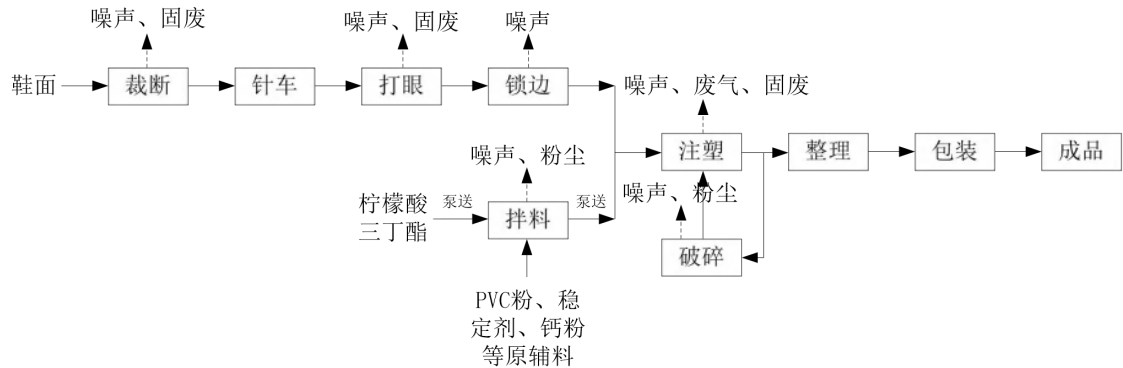 噪声、固废
噪声、固废
噪声
鞋面
裁断
针车
打眼
锁边
噪声、废气、固废
注塑
整理
包装
成品
噪声、粉尘
噪声、粉尘
柠檬酸
三丁酯
泵送
拌料
泵送
破碎
PVC粉、稳
定剂、钙粉
等原辅料